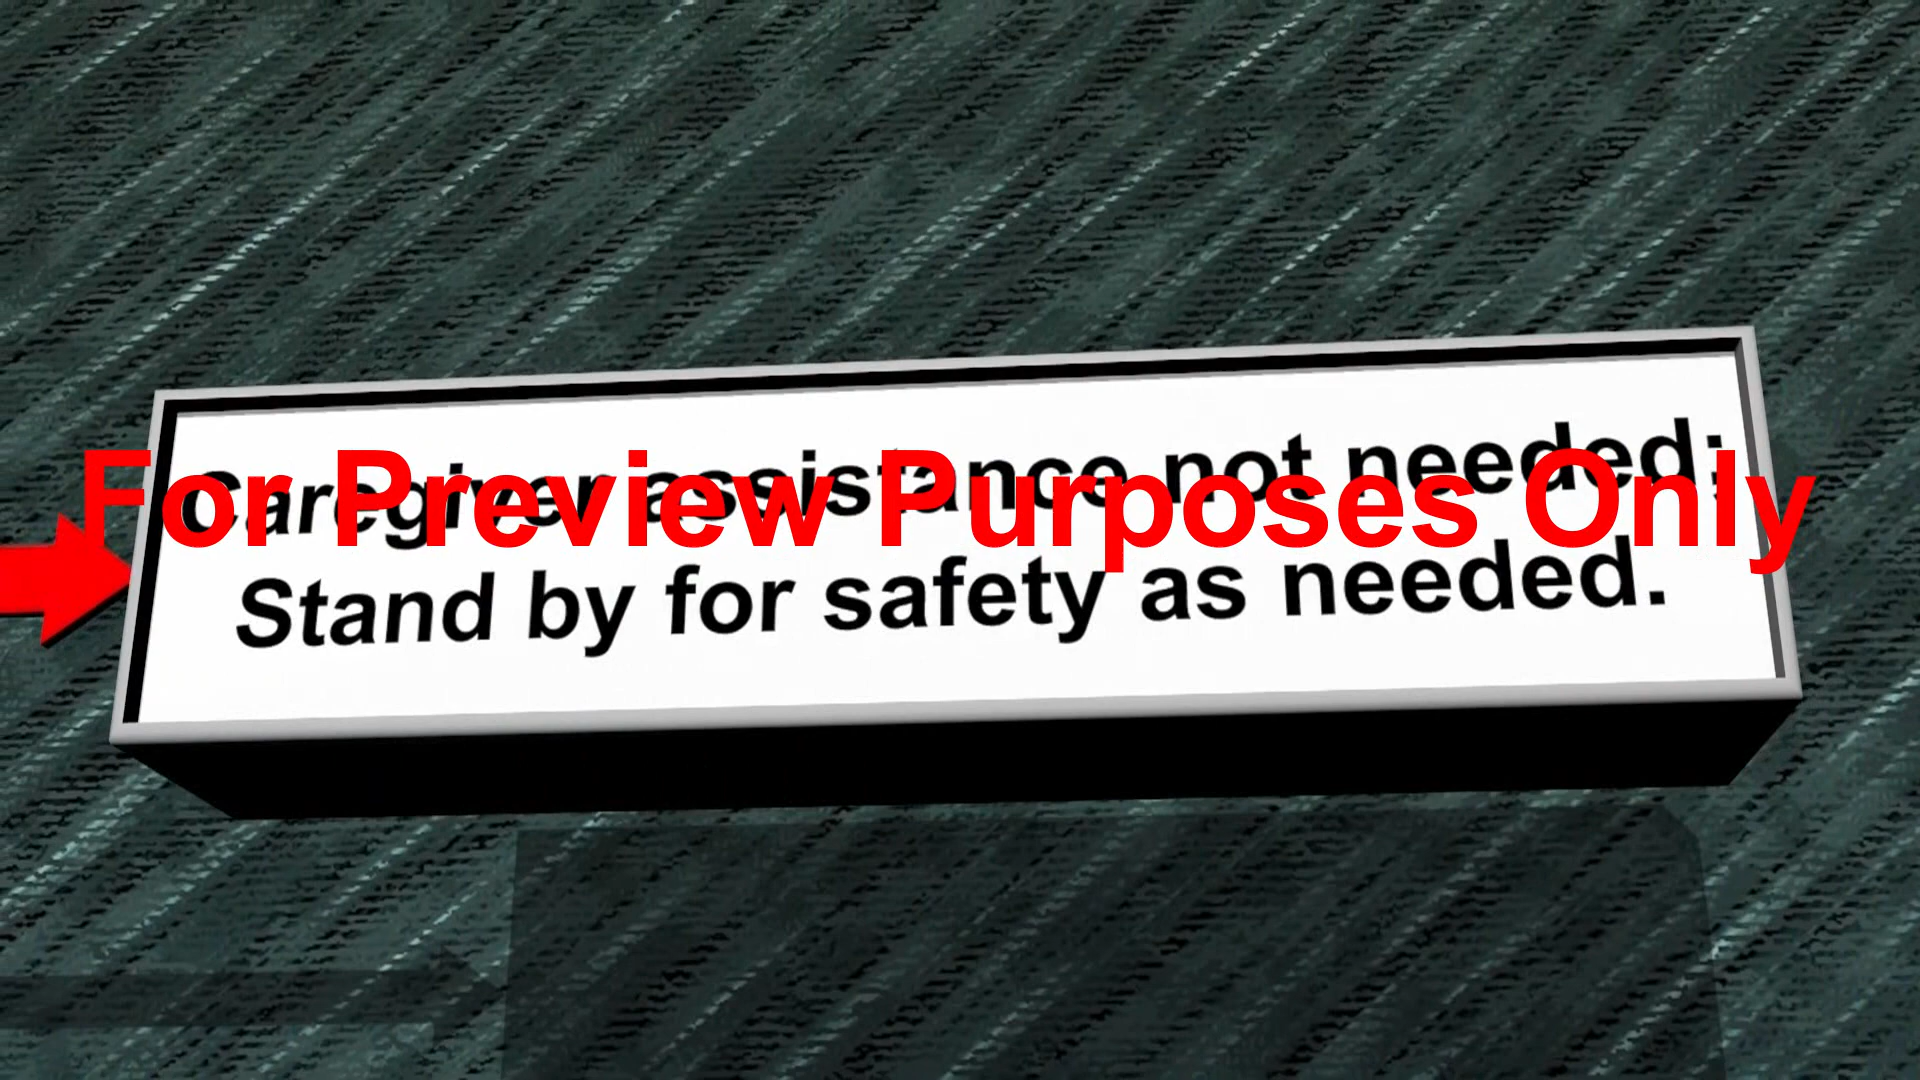 Caregiver assistance not needed;
For Preview Purposes Only
Stand by for safety as needed.